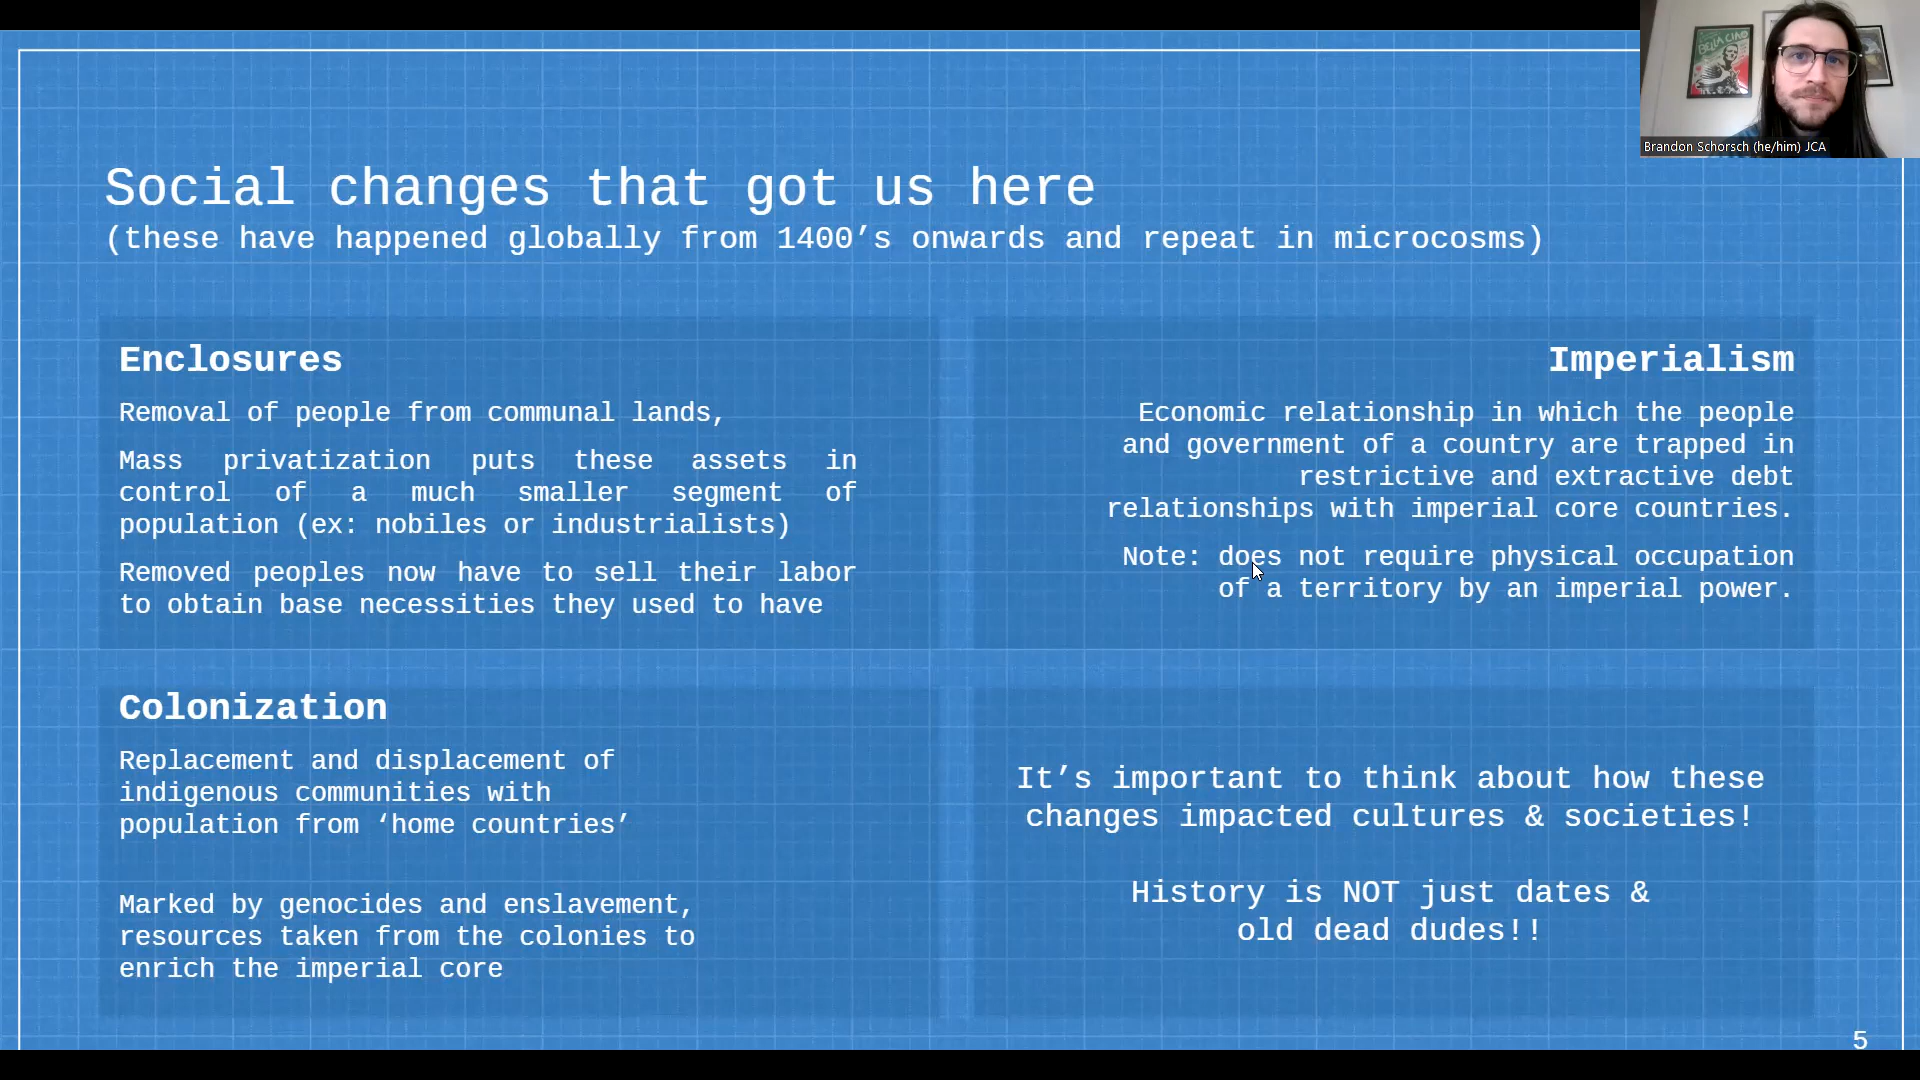 BELLA CIAO
Brandon Schorsch (he/him) JCA
Social changes that got us here
(these have happened globally from 1400’s onwards and repeat in microcosms)
Enclosures
Removal of people from communal lands,
Mass privatization puts these assets in
control of a much smaller segment of
population (ex: nobiles or industrialists)
Removed peoples now have to sell their labor
to obtain base necessities they used to have
Imperialism
Economic relationship in which the people
and government of a country are trapped in
restrictive and extractive debt
relationships with imperial core countries.
Note: does not require physical occupation
of a territory by an imperial power.
Colonization
Replacement and displacement of
indigenous communities with
population from ‘home countries’
Marked by genocides and enslavement,
resources taken from the colonies to
enrich the imperial core
It’s important to think about how these
changes impacted cultures & societies!
History is NOT just dates &
old dead dudes!!
5